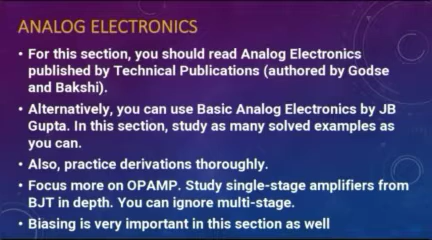 ANALOG ELECTRONICS
• For this section, you should read Analog Electronics
published by Technical Publications (authored by Godse
and Bakshi).
• Alternatively, you can use Basic Analog Electronics by JB
Gupta. In this section, study as many solved examples as
you can.
• Also, practice derivations thoroughly.
• Focus more on OPAMP. Study single-stage amplifiers from
BJT in depth. You can ignore multi-stage.
• Biasing is very important in this section as well